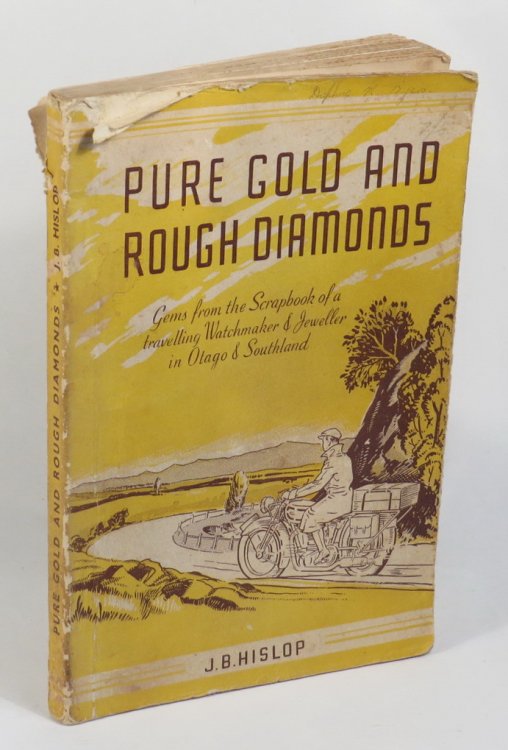 PURE GOLD AND
ROUGH DIAMONDS
Gems from the Scrapbook of a
travelling Watchmaker & Jeweller
in Otago & Southland
J.B.HISLOP
PURE GOLD AND ROUGH DIAMONDS ★ J. B. HISLOP